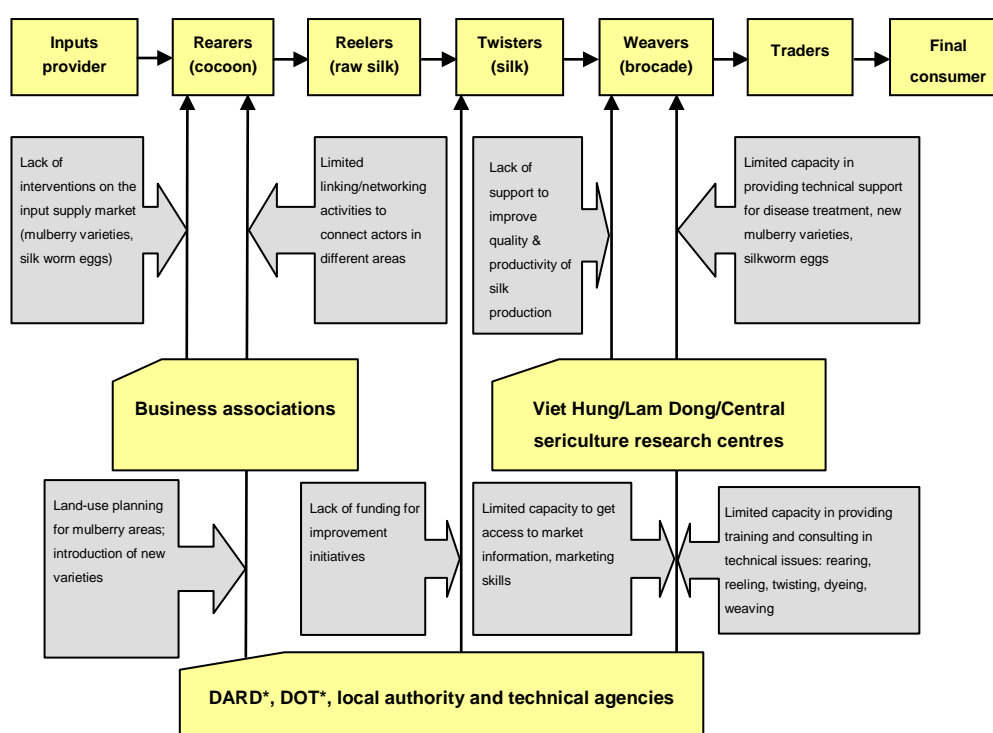 Inputs
provider
Rearers
(cocoon)
Reelers
(raw silk)
Twisters
(silk)
Weavers
(brocade)
Traders
Final
consumer
Lack of
interventions on the
input supply market
(mulberry varieties,
silk worm eggs)
Limited
linking/networking
activities to
connect actors in
different areas
Lack of
support to
improve
quality &
productivity of
silk
production
Limited capacity in
providing technical support
for disease treatment, new
mulberry varieties,
silkworm eggs
Business associations
Viet Hung/Lam Dong/Central
sericulture research centres
Land-use planning
for mulberry areas;
introduction of new
varieties
Lack of funding for
improvement
initiatives
Limited capacity to get
access to market
information, marketing
skills
Limited capacity in providing
training and consulting in
technical issues: rearing,
reeling, twisting, dyeing,
weaving
DARD*, DOT*, local authority and technical agencies